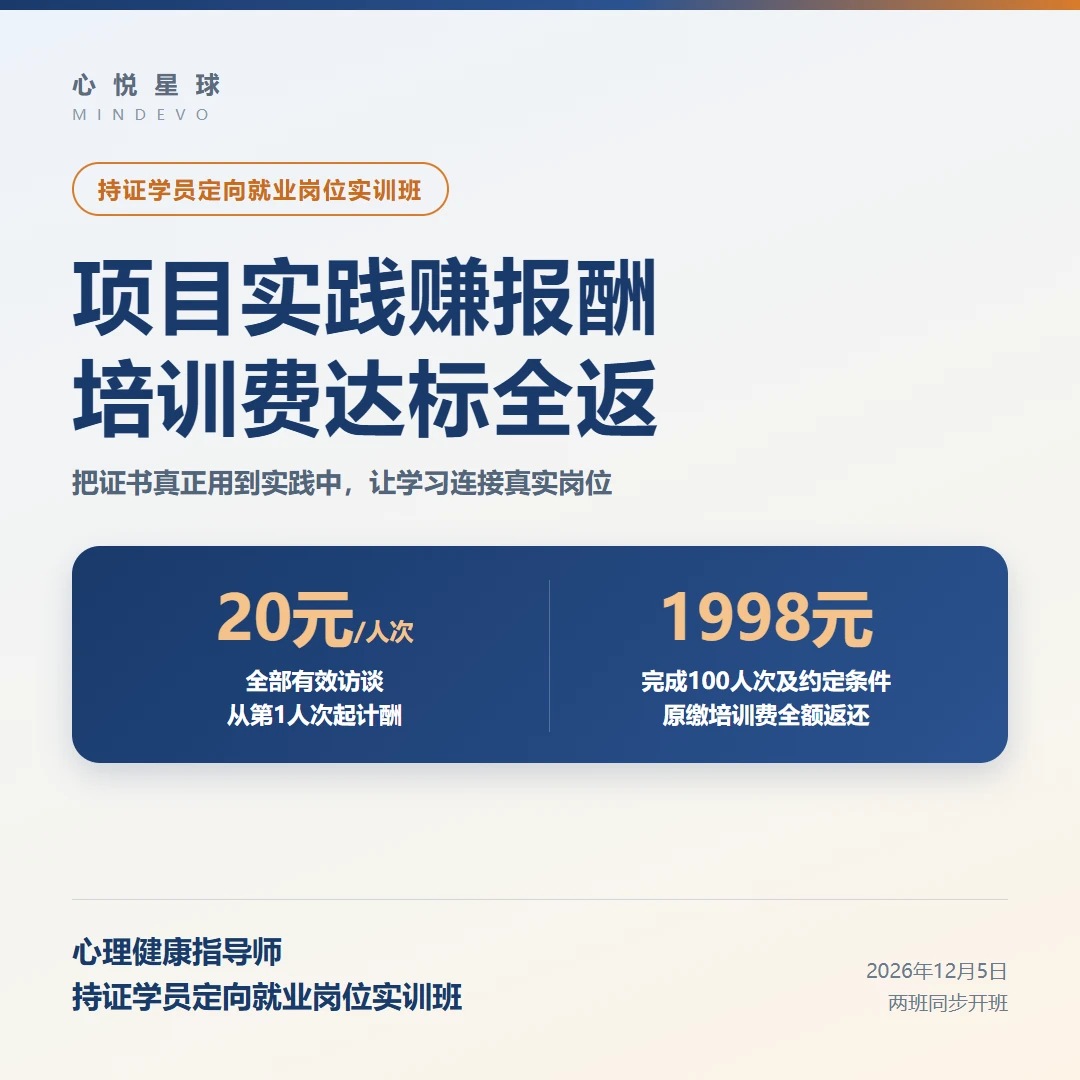 心悦星球
MINDEVO
持证学员定向就业岗位实训班
项目实践赚报酬
培训费达标全返
把证书真正用到实践中，让学习连接真实岗位
20元/人次
全部有效访谈
从第1人次起计酬
1998元
完成100人次及约定条件
原缴培训费全额返还
心理健康指导师
持证学员定向就业岗位实训班
2026年12月5日
两班同步开班